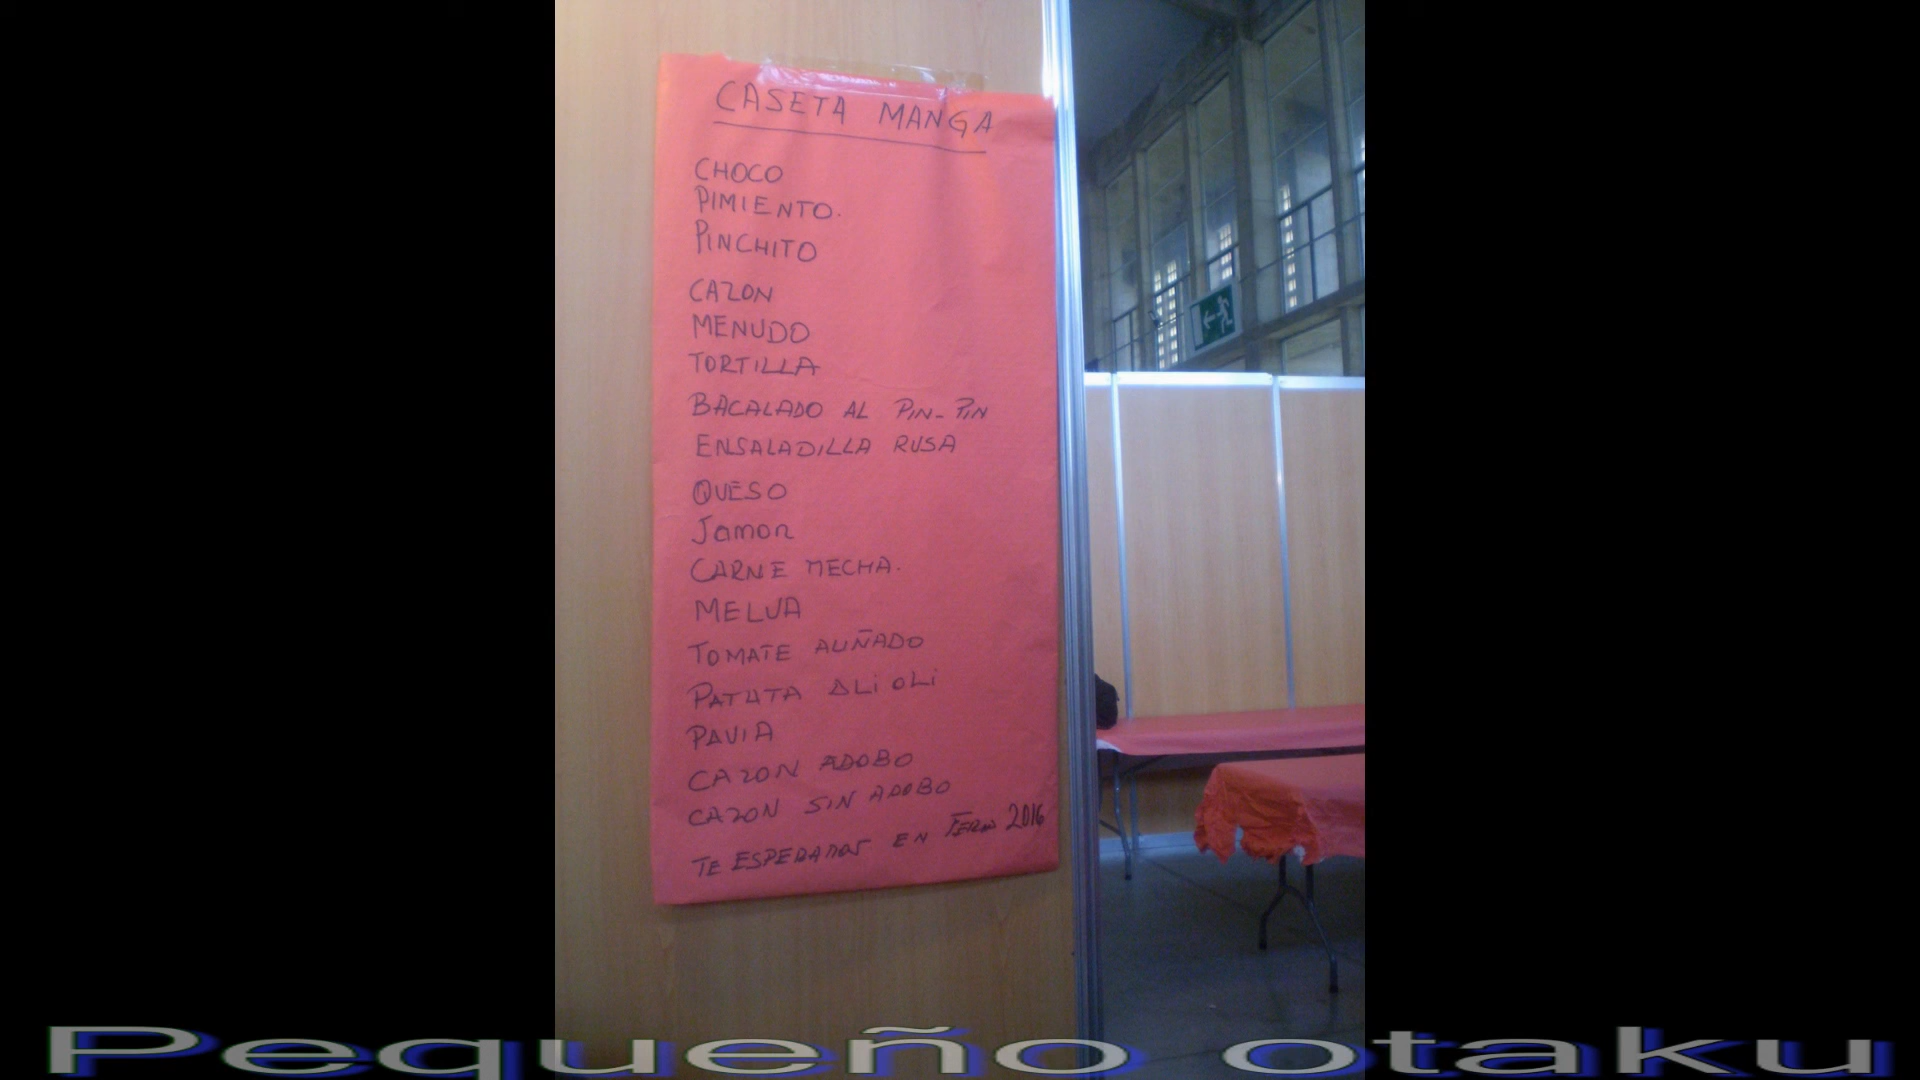 CASETA MANGA
CHOCO
PIMIENTO.
PINCHITO
CAZON
MENUDO
TORTILLA
BACALADO AL PIN-PIN
ENSALADILLA RUSA
QUESO
Jamon
CARNE MECHA.
MELVA
TOMATE ALIÑADO
PATATA ALiOLi
PAVIA
CAZON ADOBO
CAZON SIN ADOBO
TE ESPERAMOS EN FERIA 2016
Pequeño otaku